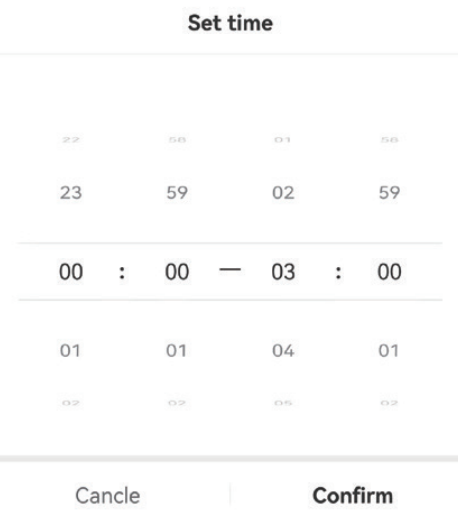 Set time
22 58 01 58
23 59 02 59
00 : 00 — 03 : 00
01 01 04 01
02 02 05 02
Cancle Confirm